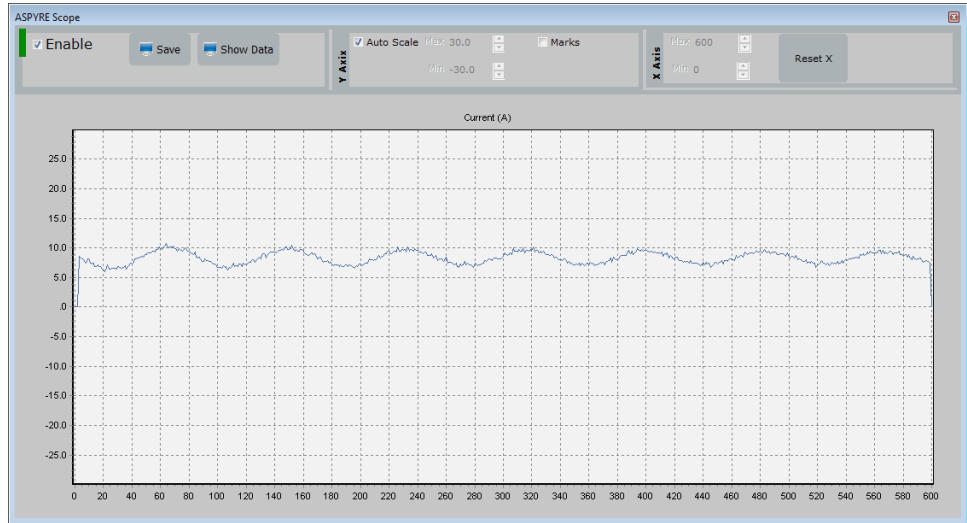 ASPYRE Scope
Enable
Save
Show Data
Y Axix
Auto Scale
Max 30.0
Min -30.0
Marks
X Axis
Max 600
Min 0
Reset X
Current (A)
25.0
20.0
15.0
10.0
5.0
.0
-5.0
-10.0
-15.0
-20.0
-25.0
0 20 40 60 80 100 120 140 160 180 200 220 240 260 280 300 320 340 360 380 400 420 440 460 480 500 520 540 560 580 600